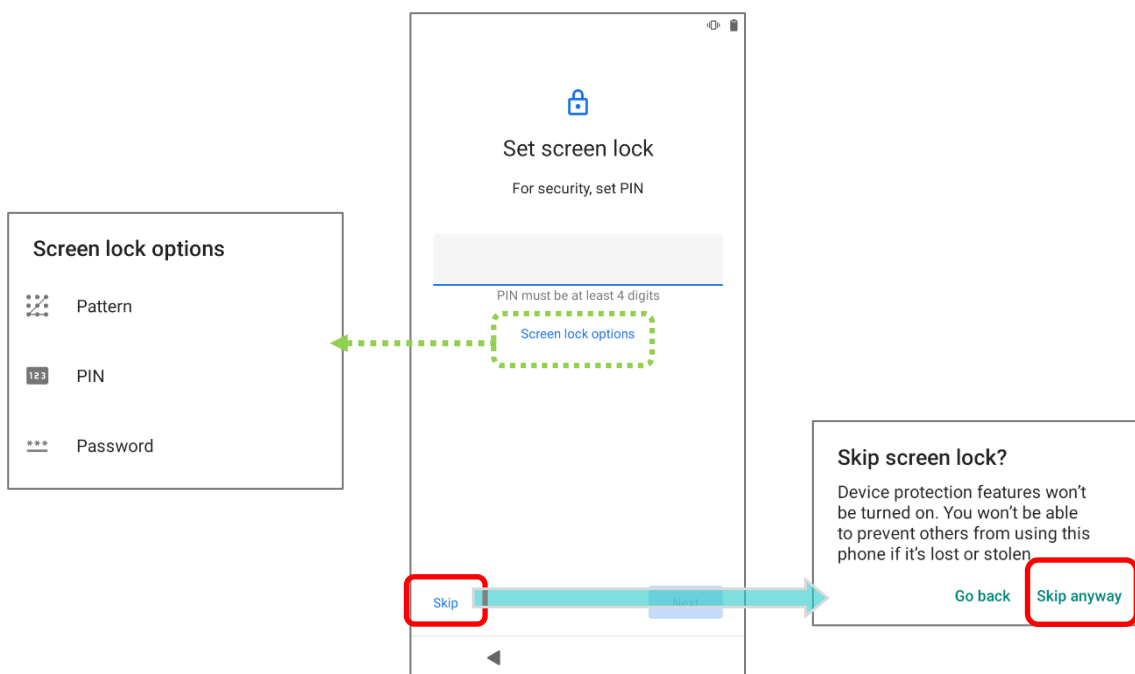 Set screen lock
For security, set PIN
PIN must be at least 4 digits
Screen lock options
Skip
Next
Screen lock options
Pattern
123
PIN
***
Password
Skip screen lock?
Device protection features won't
be turned on. You won't be able
to prevent others from using this
phone if it's lost or stolen
Go back
Skip anyway